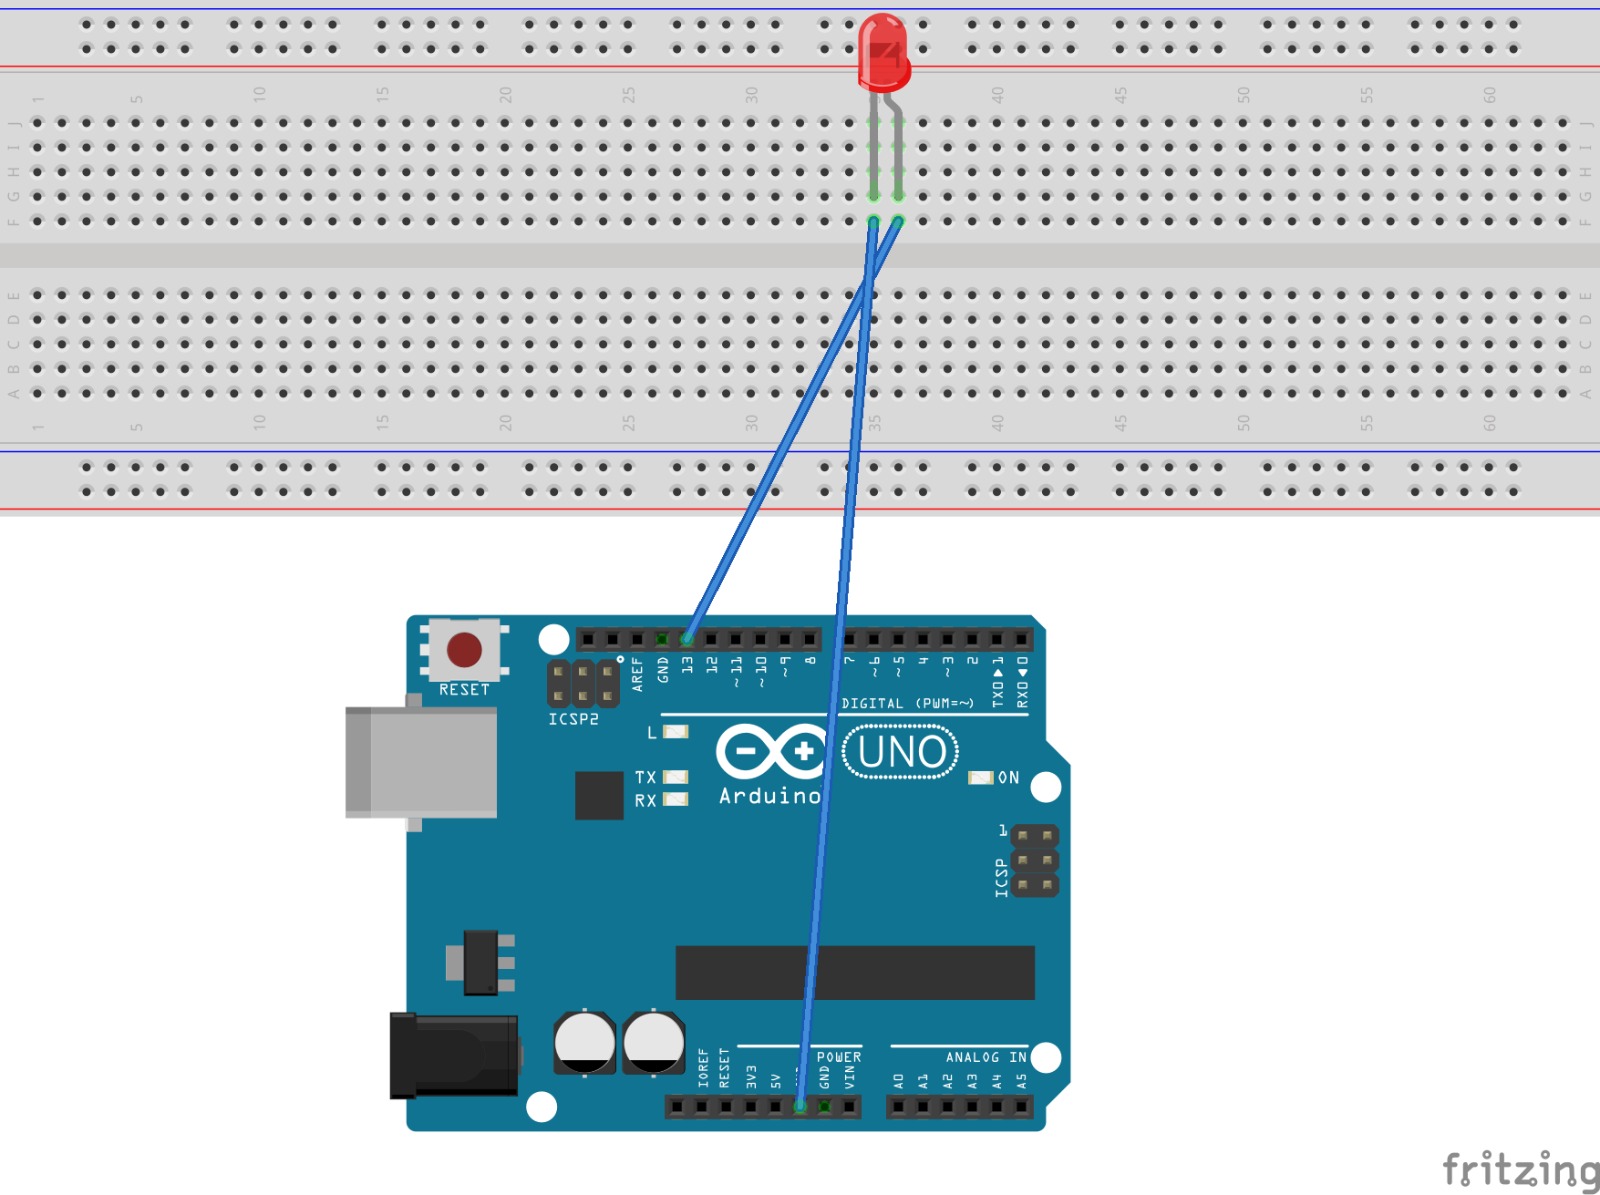 1 5 10 15 20 25 30 40 45 50 55 60
J J
I I
H H
G G
F F
E E
D D
C C
B B
A A
1 5 10 15 20 25 30 35 40 45 50 55 60
RESET
ICSP2
AREF GND 13 12 ~11 ~10 ~9 8 7 ~6 ~5 4 ~3 2 TX0▶1 RX0◀0
DIGITAL (PWM=~)
L
TX
RX
UNO
Arduino
ON
1
ICSP
POWER
ANALOG IN
IOREF RESET 3V3 5V GND VIN A0 A1 A2 A3 A4 A5
fritzing